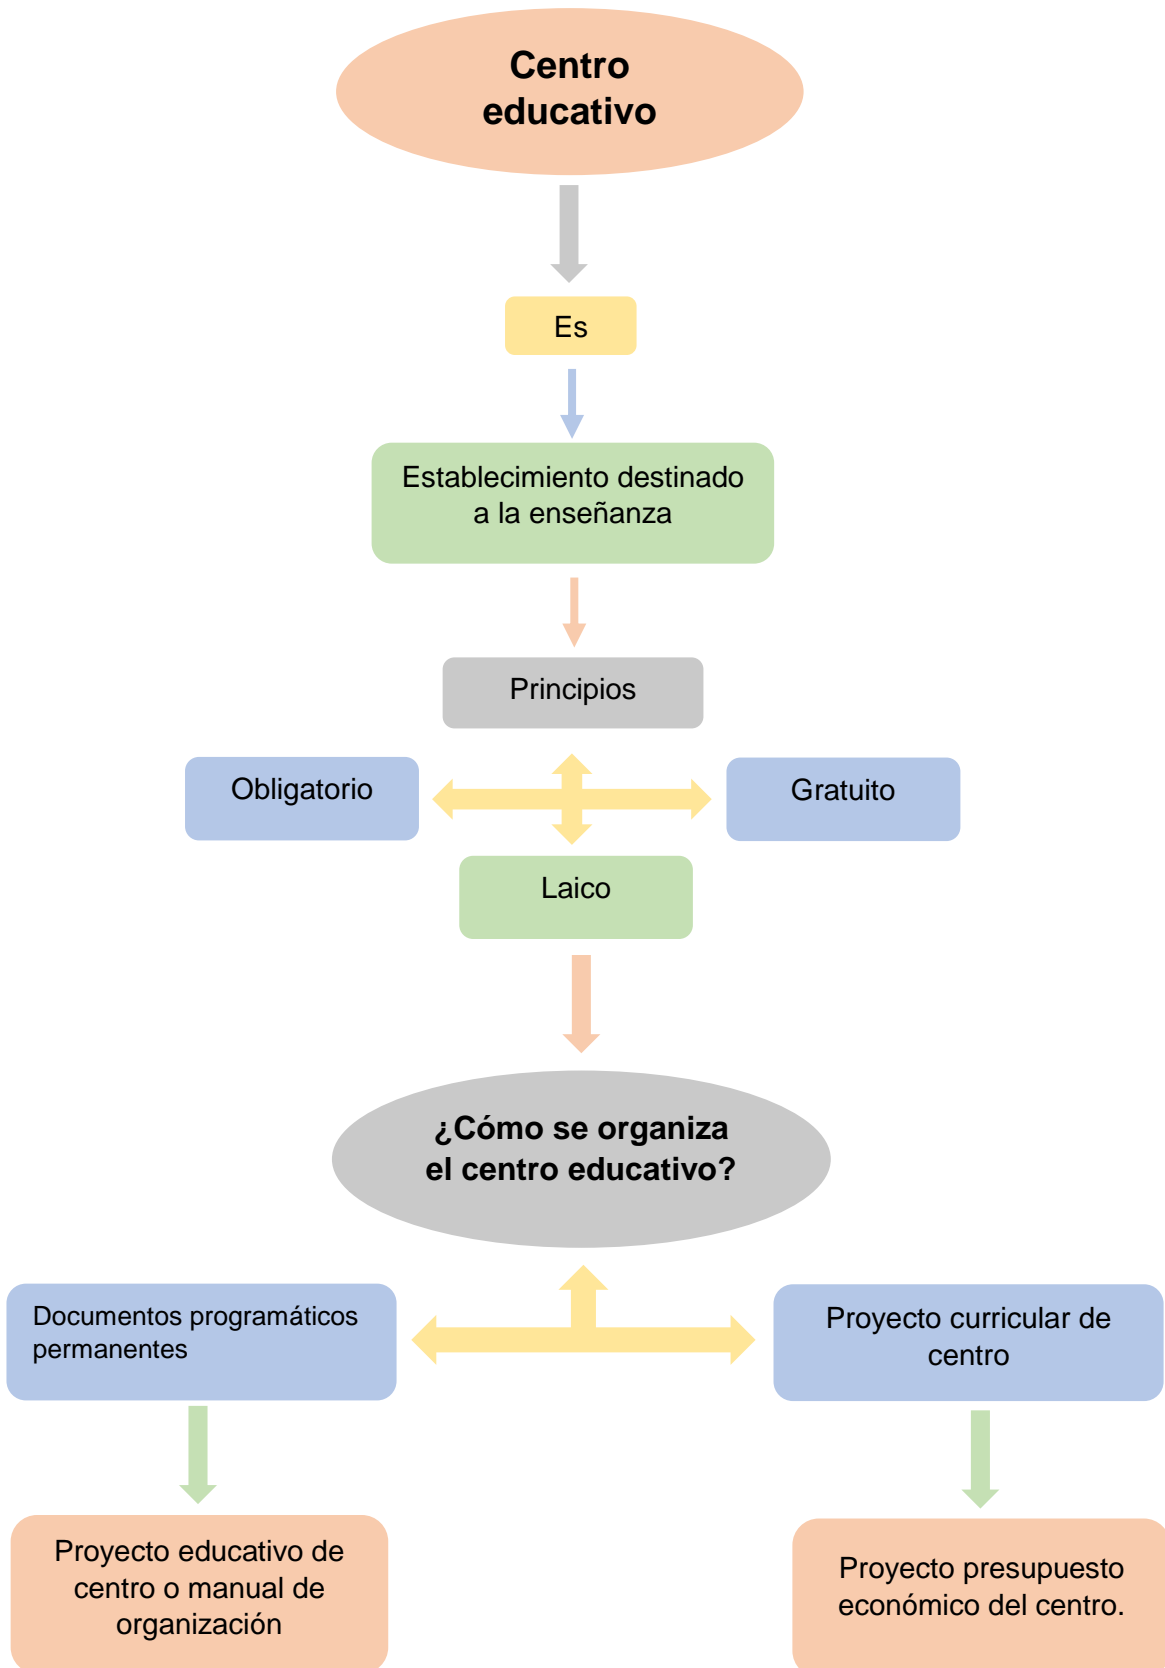 Centro
educativo
Es
Establecimiento destinado
a la enseñanza
Principios
Obligatorio
Gratuito
Laico
¿Cómo se organiza
el centro educativo?
Documentos programáticos
permanentes
Proyecto curricular de
centro
Proyecto educativo de
centro o manual de
organización
Proyecto presupuesto
económico del centro.